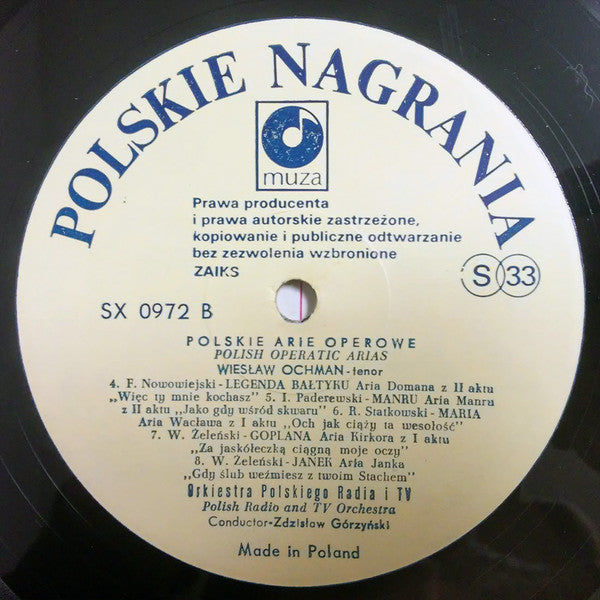 POLSKIE NAGRANIA
muza
Prawa producenta
i prawa autorskie zastrzeżone,
kopiowanie i publiczne odtwarzanie
bez zezwolenia wzbronione
ZAIKS
S 33
SX 0972 B
POLSKIE ARIE OPEROWE
POLISH OPERATIC ARIAS
WIESŁAW OCHMAN-tenor
4. F. Nowowiejski-LEGENDA BAŁTYKU Aria Domana z II aktu
„Więc ty mnie kochasz" 5. I. Paderewski-MANRU Aria Manru
z II aktu „Jako gdy wśród skwaru" 6. R. Statkowski-MARIA
Aria Wacława z I aktu „Och jak ciąży ta wesołość"
7. W. Żeleński-GOPLANA Aria Kirkora z I aktu
„Za jaskółeczką ciągną moje oczy"
8. W. Żeleński-JANEK Aria Janka
„Gdy ślub weźmiesz z twoim Stachem"
Orkiestra Polskiego Radia i TV
Polish Radio and TV Orchestra
Conductor-Zdzisław Górzyński
Made in Poland